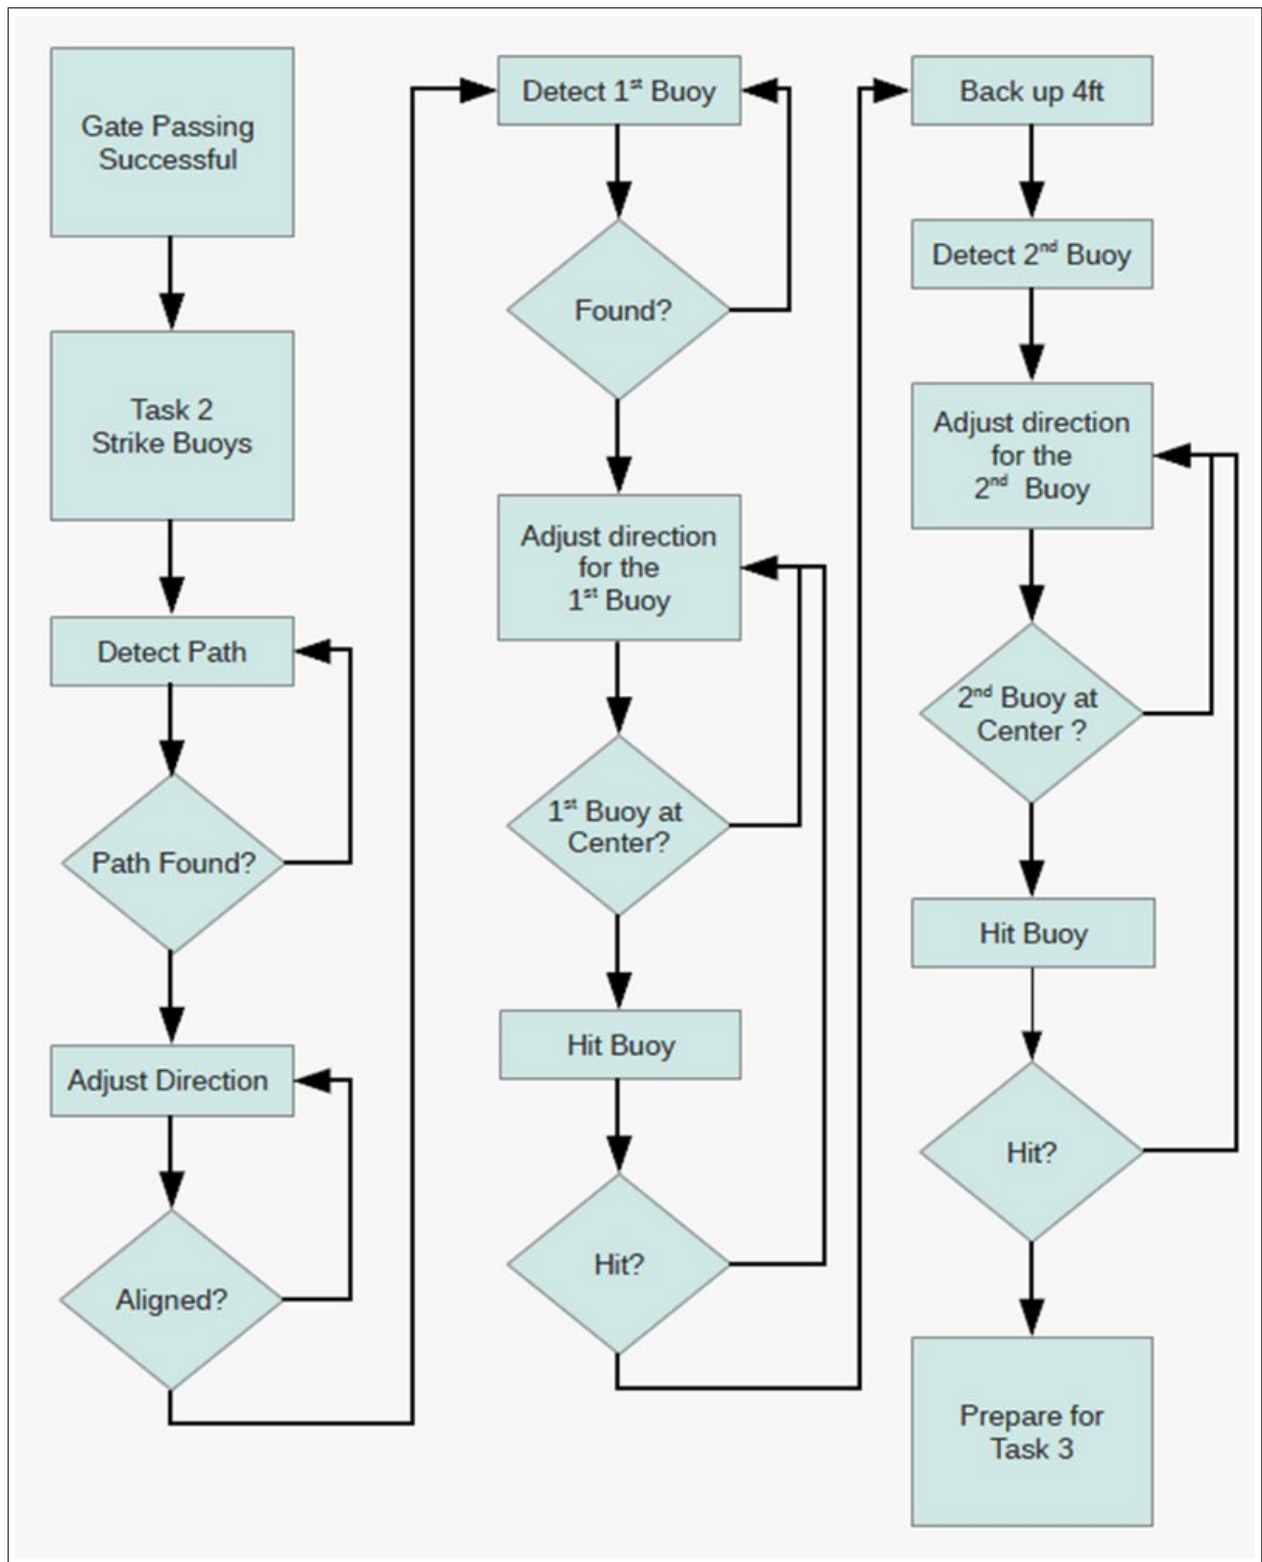 Gate Passing
Successful
Task 2
Strike Buoys
Detect Path
Path Found?
Adjust Direction
Aligned?
Detect 1st Buoy
Found?
Adjust direction
for the
1st Buoy
1st Buoy at
Center?
Hit Buoy
Hit?
Back up 4ft
Detect 2nd Buoy
Adjust direction
for the
2nd Buoy
2nd Buoy at
Center ?
Hit Buoy
Hit?
Prepare for
Task 3